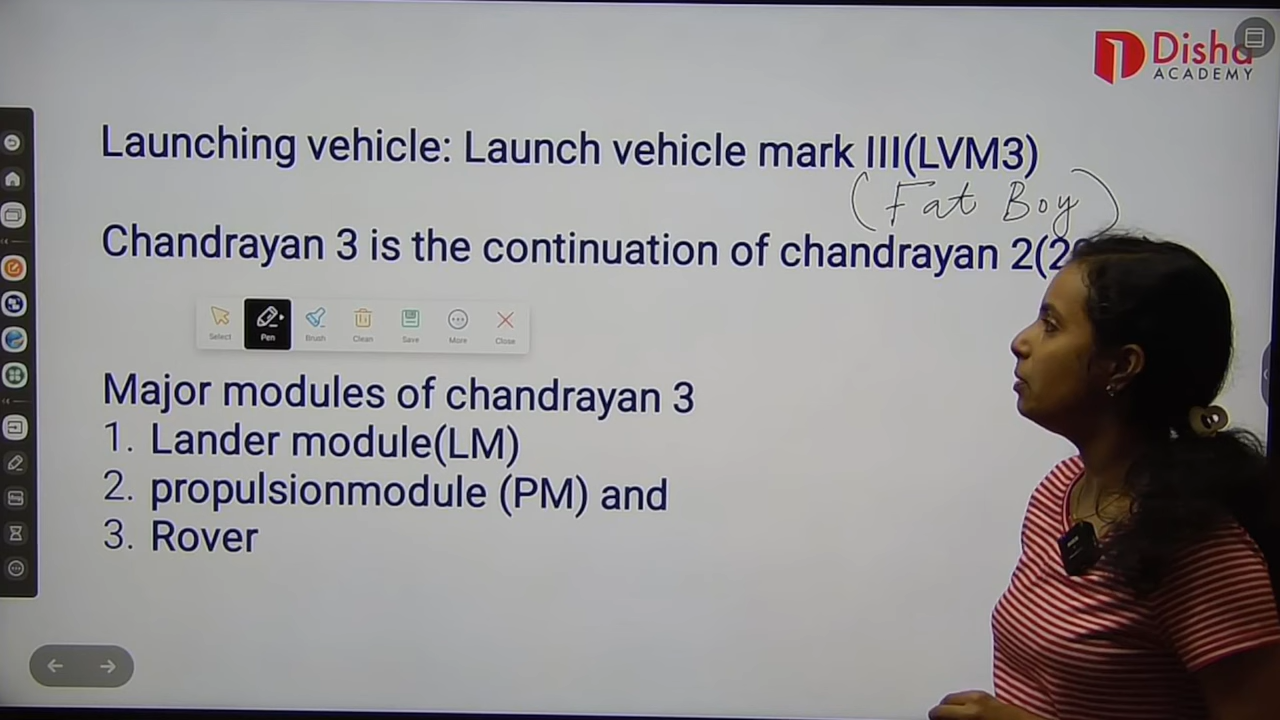 Disha
ACADEMY
Launching vehicle: Launch vehicle mark III(LVM3)
(Fat Boy)
Chandrayan 3 is the continuation of chandrayan 2(2
Select Pen Brush Clean Save More Close
Major modules of chandrayan 3
1. Lander module(LM)
2. propulsionmodule (PM) and
3. Rover